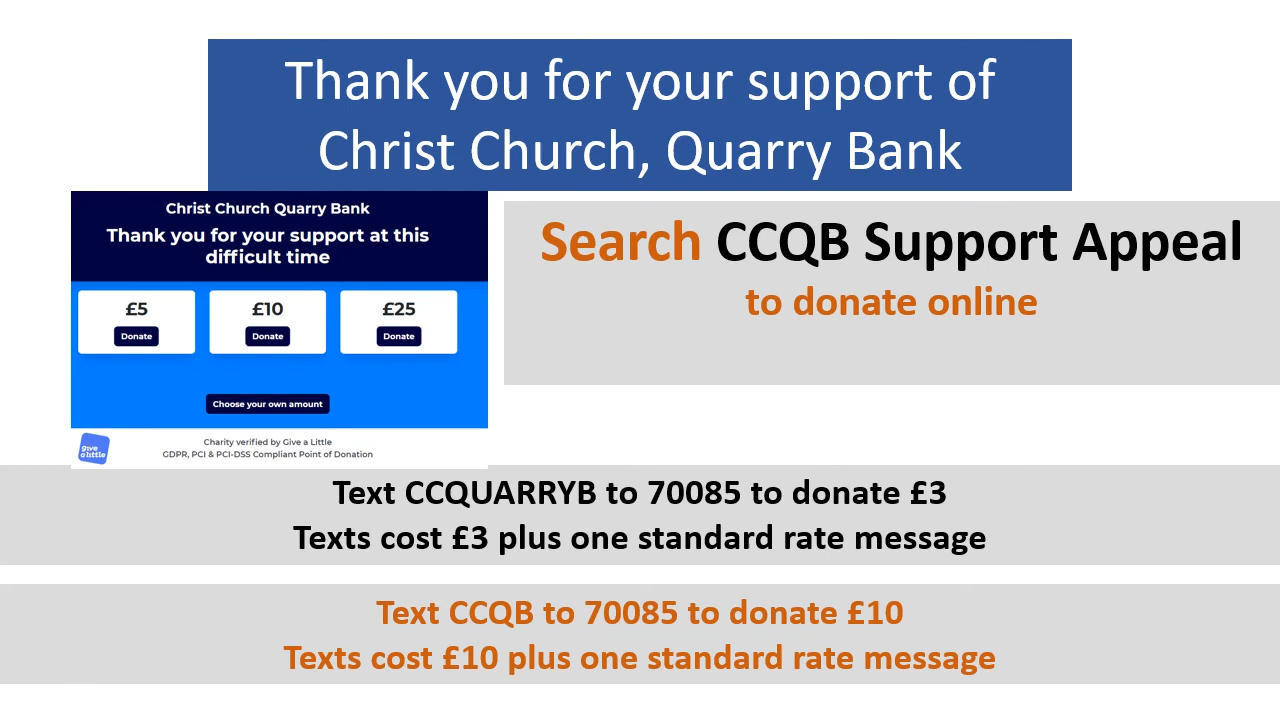 Thank you for your support of
Christ Church, Quarry Bank
Christ Church Quarry Bank
Thank you for your support at this
difficult time
£5
£10
£25
Donate
Donate
Donate
Choose your own amount
give
a little
Charity verified by Give a Little
GDPR, PCI & PCI-DSS Compliant Point of Donation
Search CCQB Support Appeal
to donate online
Text CCQUARRYB to 70085 to donate £3
Texts cost £3 plus one standard rate message
Text CCQB to 70085 to donate £10
Texts cost £10 plus one standard rate message